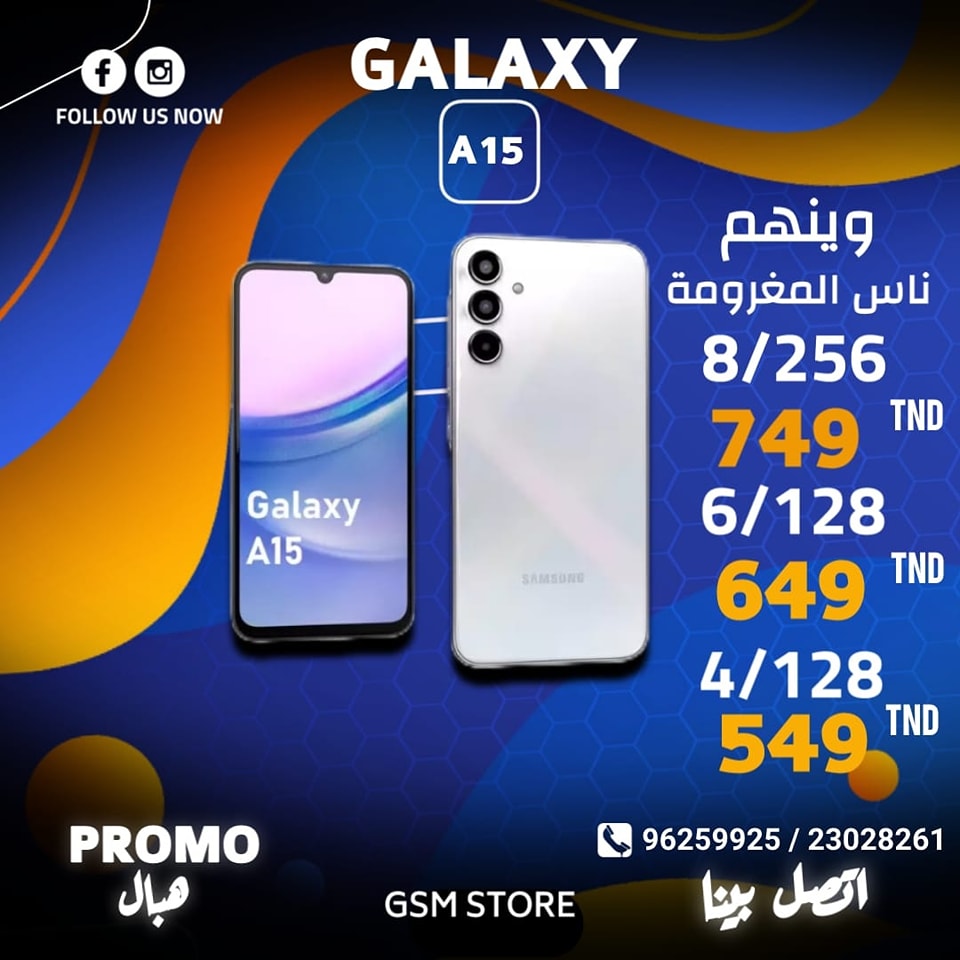 GALAXY
A15
FOLLOW US NOW
وينهم
ناس المغرومة
8/256
749 TND
6/128
649 TND
4/128
549 TND
Galaxy
A15
SAMSUNG
PROMO
هبال
96259925 / 23028261
اتصل بينا
GSM STORE